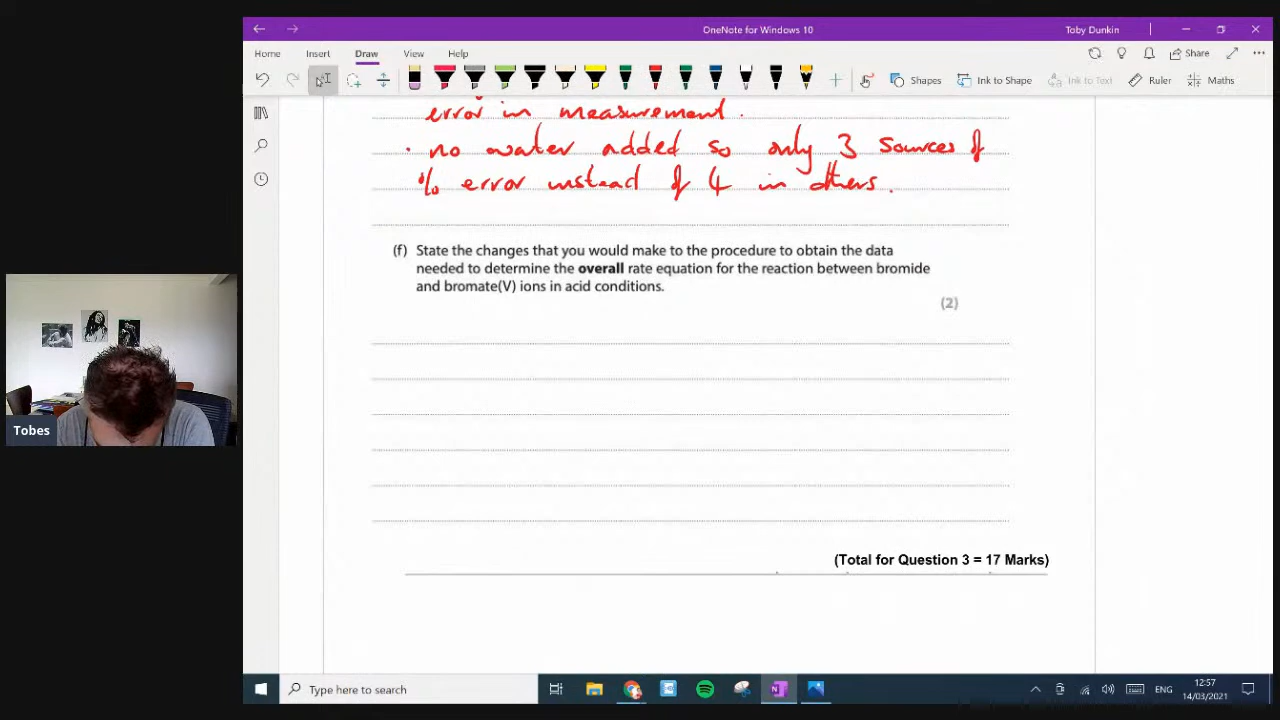 OneNote for Windows 10
Toby Dunkin
Home
Insert
Draw
View
Help
Share
Shapes
Ink to Shape
Ink to Text
Ruler
Maths
error in measurement.
• no water added so only 3 sources of
% error instead of 4 in others.
(f) State the changes that you would make to the procedure to obtain the data
needed to determine the overall rate equation for the reaction between bromide
and bromate(V) ions in acid conditions.
(2)
Tobes
(Total for Question 3 = 17 Marks)
Type here to search
ENG
12:57
14/03/2021